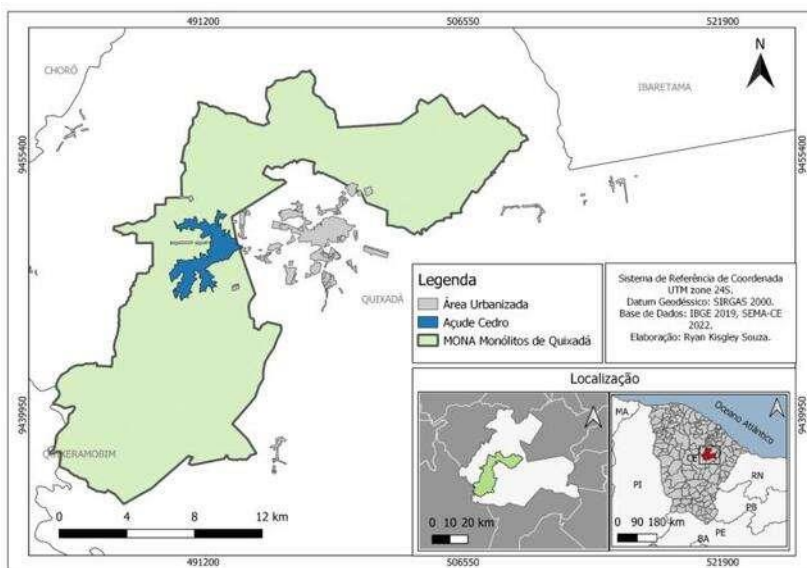 491200 506550 521900
CHORÓ
IBARETAMA
N
9455400
9455400
QUIXADÁ
Legenda
Área Urbanizada
Açude Cedro
MONA Monólitos de Quixadá
Sistema de Referência de Coordenada
UTM zone 24S.
Datum Geodéssico: SIRGAS 2000.
Base de Dados: IBGE 2019, SEMA-CE
2022.
Elaboração: Ryan Kisgley Souza.
9439950
9439950
QUIXERAMOBIM
0 4 8 12 km
Localização
0 10 20 km
MA
Oceano Atlântico
CE
PI
RN
PB
PE
BA
0 90 180 km
491200 506550 521900